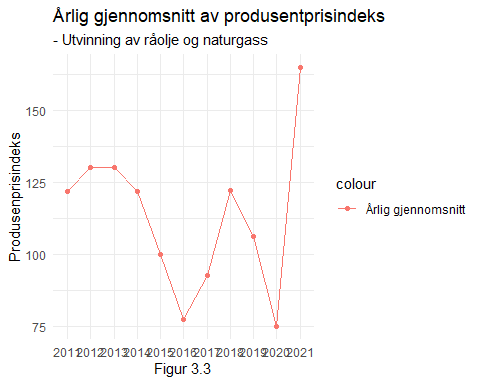 Årlig gjennomsnitt av produsentprisindeks
- Utvinning av råolje og naturgass
Produsenprisindeks
150
125
100
75
2011 2012 2013 2014 2015 2016 2017 2018 2019 2020 2021
Figur 3.3
colour
Årlig gjennomsnitt